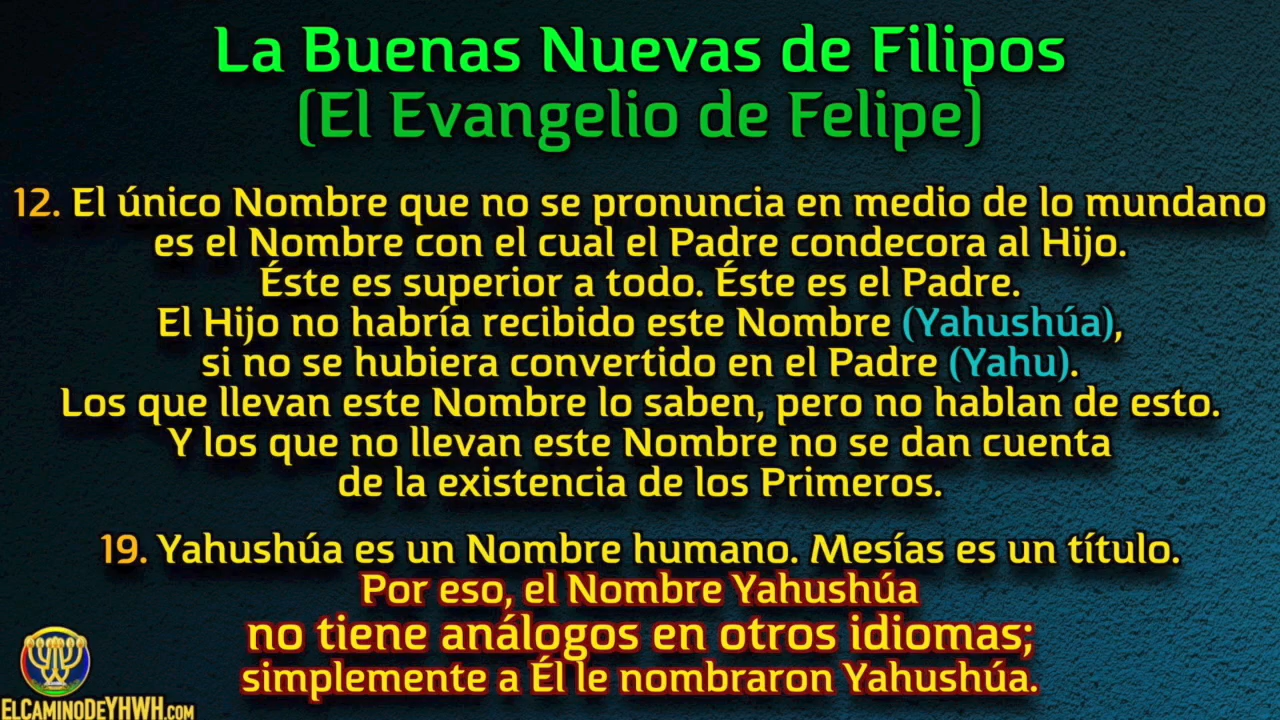 La Buenas Nuevas de Filipos
(El Evangelio de Felipe)
12. El único Nombre que no se pronuncia en medio de lo mundano
es el Nombre con el cual el Padre condecora al Hijo.
Éste es superior a todo. Éste es el Padre.
El Hijo no habría recibido este Nombre (Yahushúa),
si no se hubiera convertido en el Padre (Yahu).
Los que llevan este Nombre lo saben, pero no hablan de esto.
Y los que no llevan este Nombre no se dan cuenta
de la existencia de los Primeros.
19. Yahushúa es un Nombre humano. Mesías es un título.
Por eso, el Nombre Yahushúa
no tiene análogos en otros idiomas;
simplemente a Él le nombraron Yahushúa.
ELCAMINODEYHWH.COM